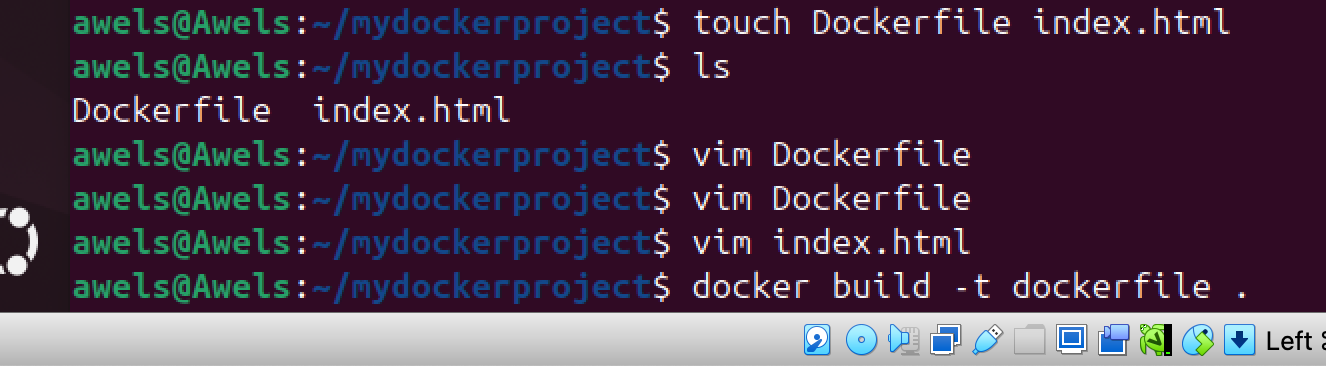 awels@Awels:~/mydockerproject$ touch Dockerfile index.html
awels@Awels:~/mydockerproject$ ls
Dockerfile  index.html
awels@Awels:~/mydockerproject$ vim Dockerfile
awels@Awels:~/mydockerproject$ vim Dockerfile
awels@Awels:~/mydockerproject$ vim index.html
awels@Awels:~/mydockerproject$ docker build -t dockerfile .
Left